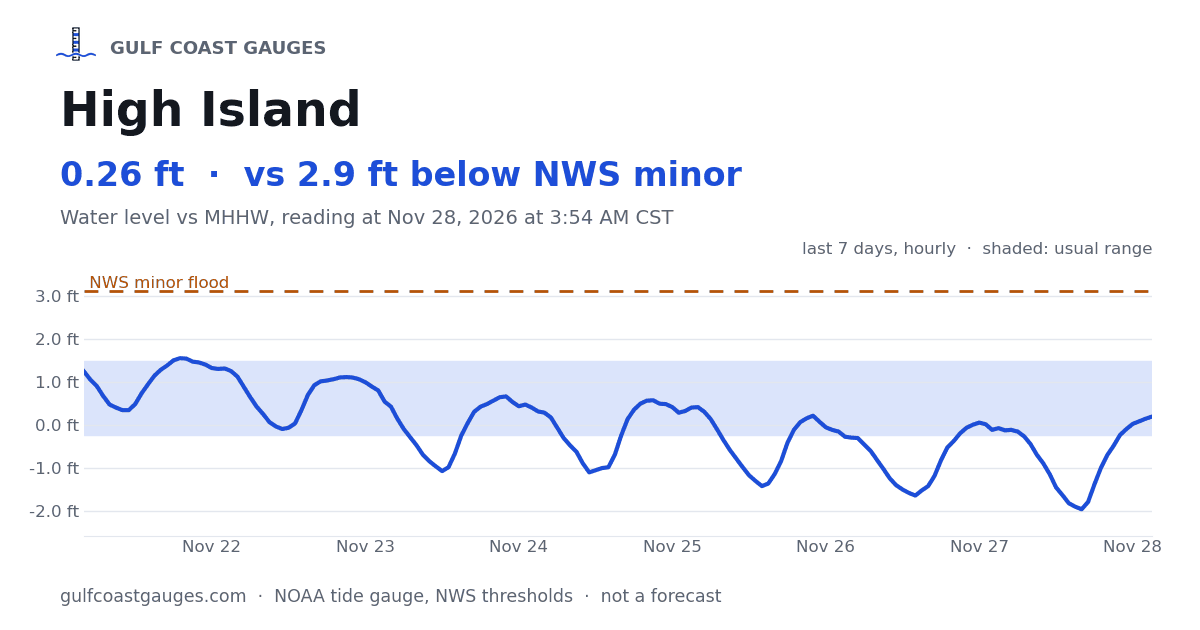 GULF COAST GAUGES
High Island
0.26 ft · vs 2.9 ft below NWS minor
Water level vs MHHW, reading at Nov 28, 2026 at 3:54 AM CST
last 7 days, hourly · shaded: usual range
NWS minor flood
3.0 ft
2.0 ft
1.0 ft
0.0 ft
-1.0 ft
-2.0 ft
Nov 22 Nov 23 Nov 24 Nov 25 Nov 26 Nov 27 Nov 28
gulfcoastgauges.com · NOAA tide gauge, NWS thresholds · not a forecast